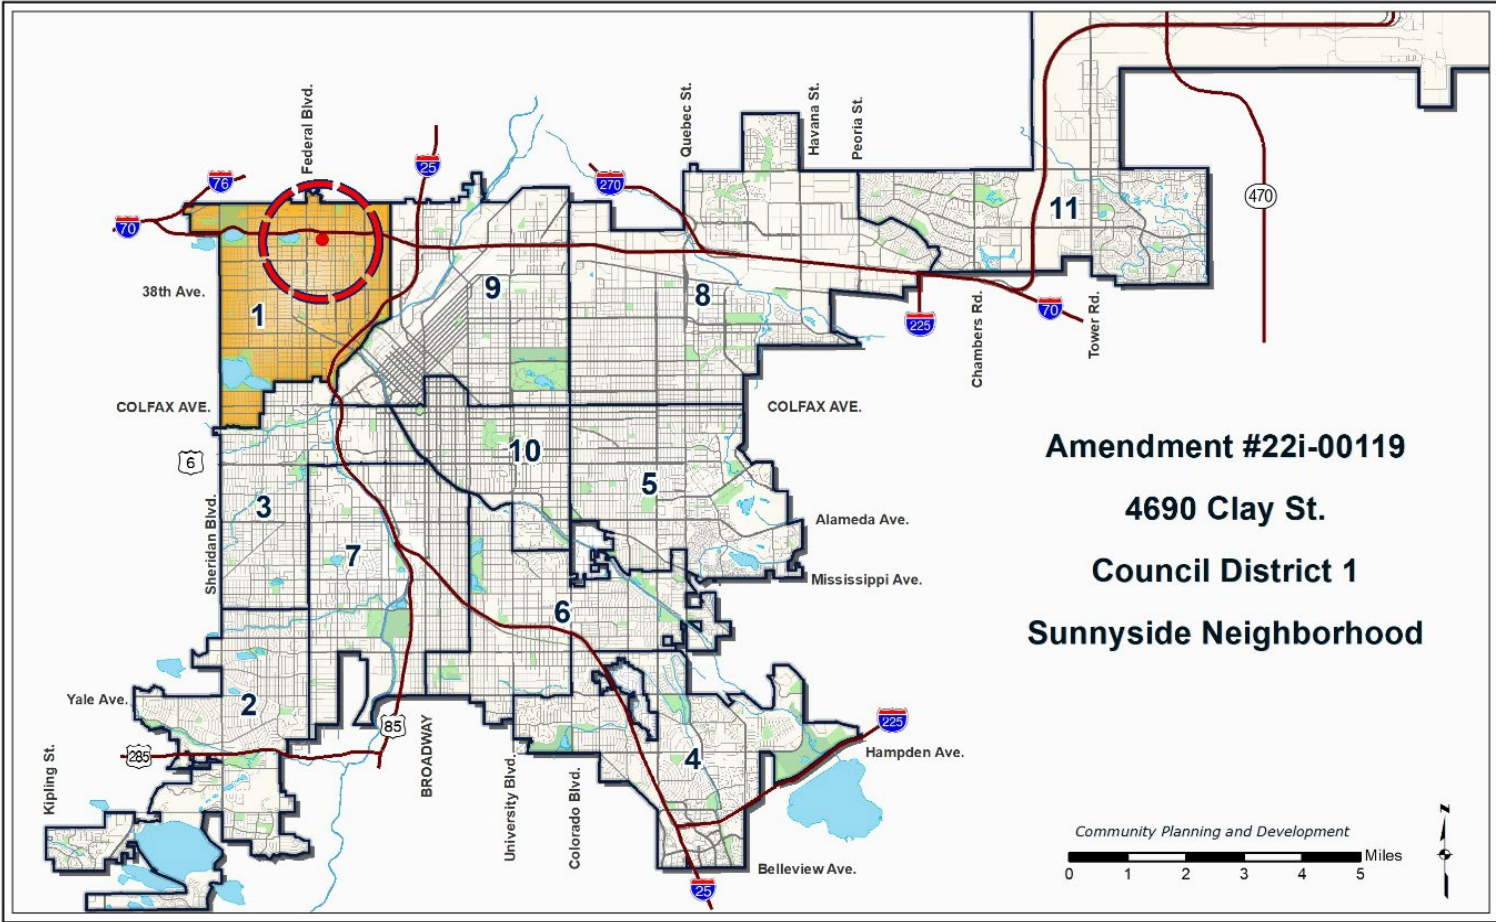 Federal Blvd.
Quebec St.
Havana St.
Peoria St.
76
25
270
70
470
11
38th Ave.
1
9
8
225
70
Chambers Rd.
Tower Rd.
COLFAX AVE.
COLFAX AVE.
6
10
5
3
Sheridan Blvd.
7
Alameda Ave.
Mississippi Ave.
6
Amendment #22i-00119
4690 Clay St.
Council District 1
Sunnyside Neighborhood
Yale Ave.
2
85
285
225
Hampden Ave.
4
Kipling St.
BROADWAY
University Blvd.
Colorado Blvd.
Belleview Ave.
25
Community Planning and Development
Miles
0 1 2 3 4 5
N